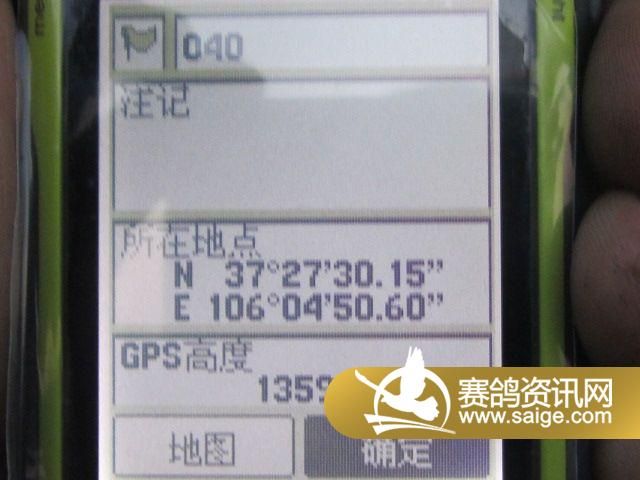 040
注记
所在地点
N 37°27'30.15"
E 106°04'50.60"
GPS高度
1359
赛鸽资讯网
www.saige.com
地图
确定